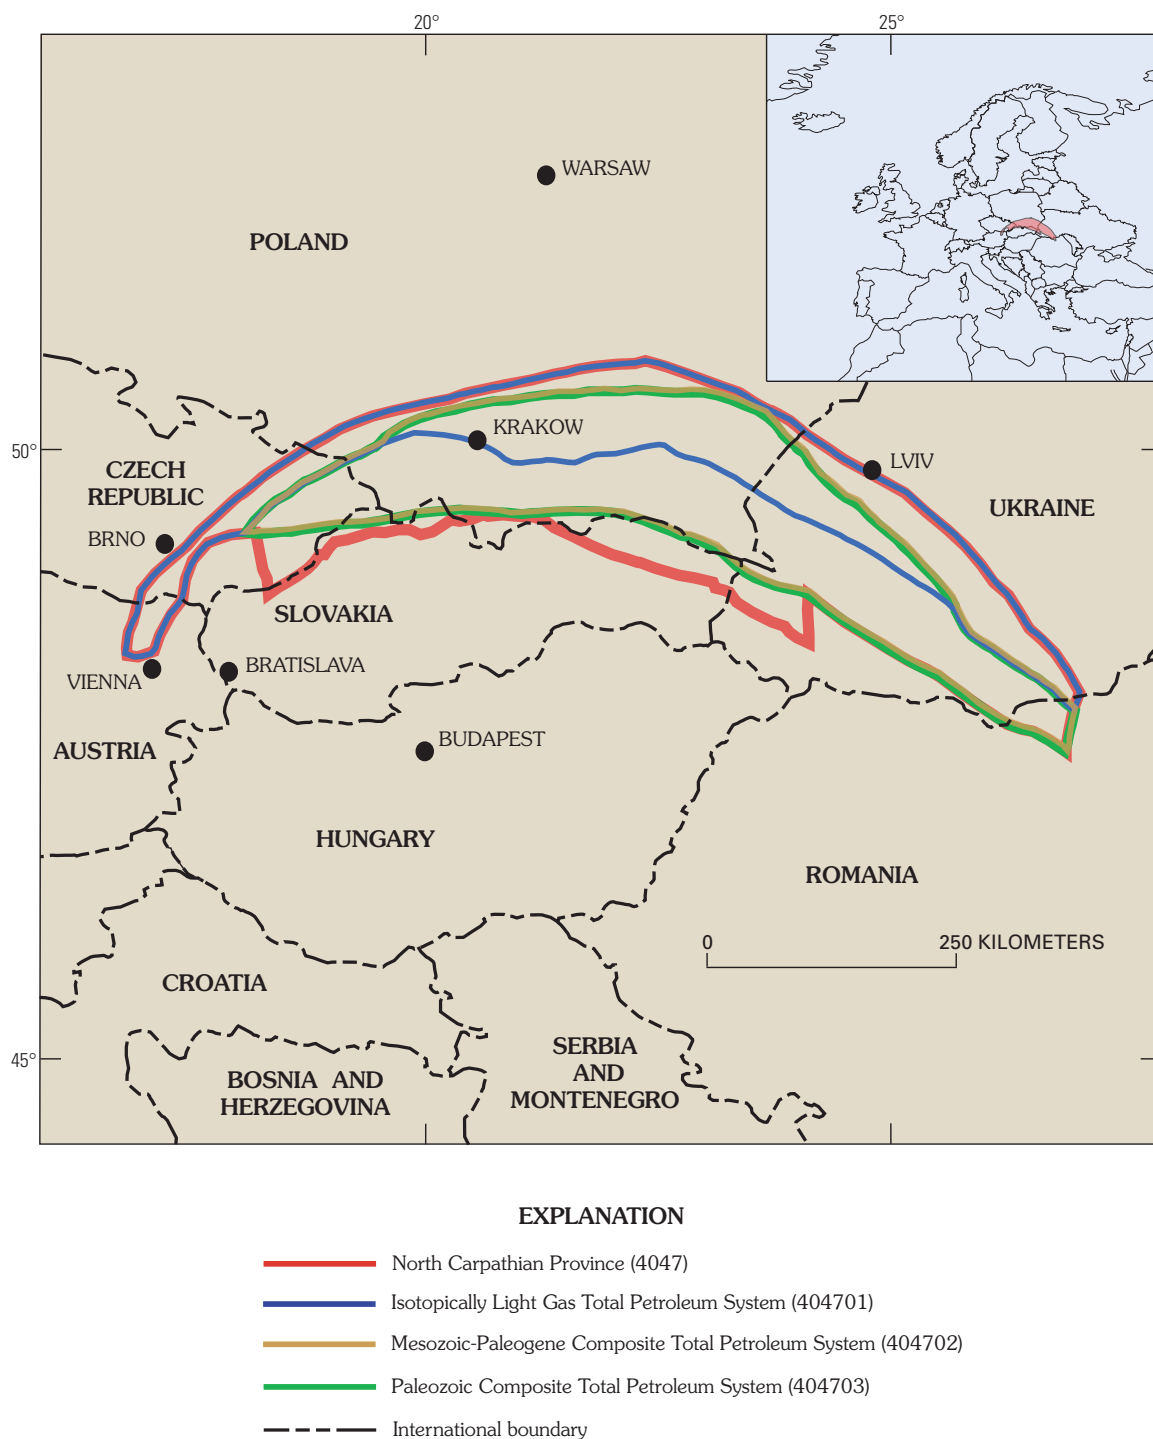 20°
25°
WARSAW
POLAND
KRAKOW
50°
LVIV
CZECH
REPUBLIC
UKRAINE
BRNO
SLOVAKIA
BRATISLAVA
VIENNA
BUDAPEST
AUSTRIA
HUNGARY
ROMANIA
0
250 KILOMETERS
CROATIA
SERBIA
AND
MONTENEGRO
45°
BOSNIA AND
HERZEGOVINA
EXPLANATION
North Carpathian Province (4047)
Isotopically Light Gas Total Petroleum System (404701)
Mesozoic-Paleogene Composite Total Petroleum System (404702)
Paleozoic Composite Total Petroleum System (404703)
International boundary